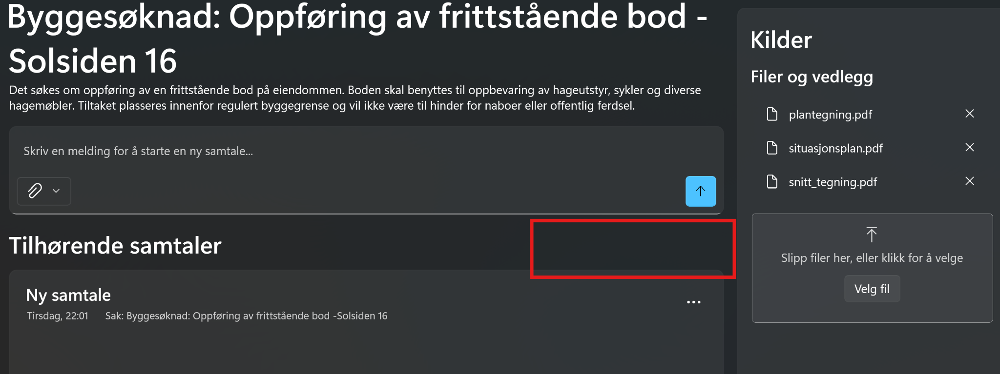 Byggesøknad: Oppføring av frittstående bod -
Solsiden 16
Det søkes om oppføring av en frittstående bod på eiendommen. Boden skal benyttes til oppbevaring av hageutstyr, sykler og diverse
hagemøbler. Tiltaket plasseres innenfor regulert byggegrense og vil ikke være til hinder for naboer eller offentlig ferdsel.
Skriv en melding for å starte en ny samtale...
Tilhørende samtaler
Ny samtale
Tirsdag, 22:01 Sak: Byggesøknad: Oppføring av frittstående bod -Solsiden 16
Kilder
Filer og vedlegg
plantegning.pdf
situasjonsplan.pdf
snitt_tegning.pdf
Slipp filer her, eller klikk for å velge
Velg fil